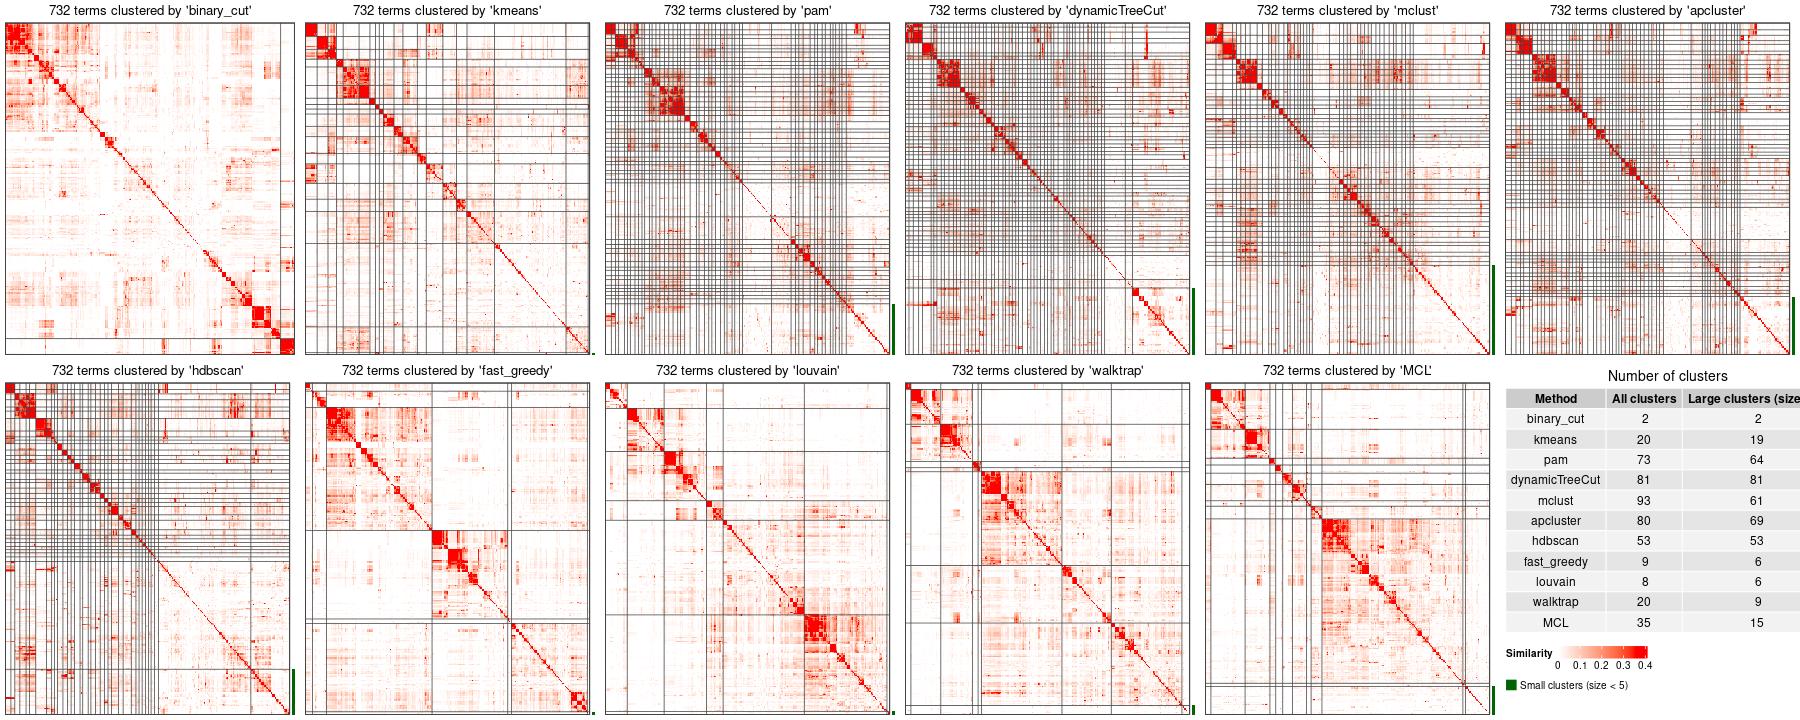 732 terms clustered by 'binary_cut'
732 terms clustered by 'kmeans'
732 terms clustered by 'pam'
732 terms clustered by 'dynamicTreeCut'
732 terms clustered by 'mclust'
732 terms clustered by 'apcluster'
732 terms clustered by 'hdbscan'
732 terms clustered by 'fast_greedy'
732 terms clustered by 'louvain'
732 terms clustered by 'walktrap'
732 terms clustered by 'MCL'
Number of clusters
Method All clusters Large clusters (size
binary_cut 2 2
kmeans 20 19
pam 73 64
dynamicTreeCut 81 81
mclust 93 61
apcluster 80 69
hdbscan 53 53
fast_greedy 9 6
louvain 8 6
walktrap 20 9
MCL 35 15
Similarity
0 0.1 0.2 0.3 0.4
Small clusters (size < 5)